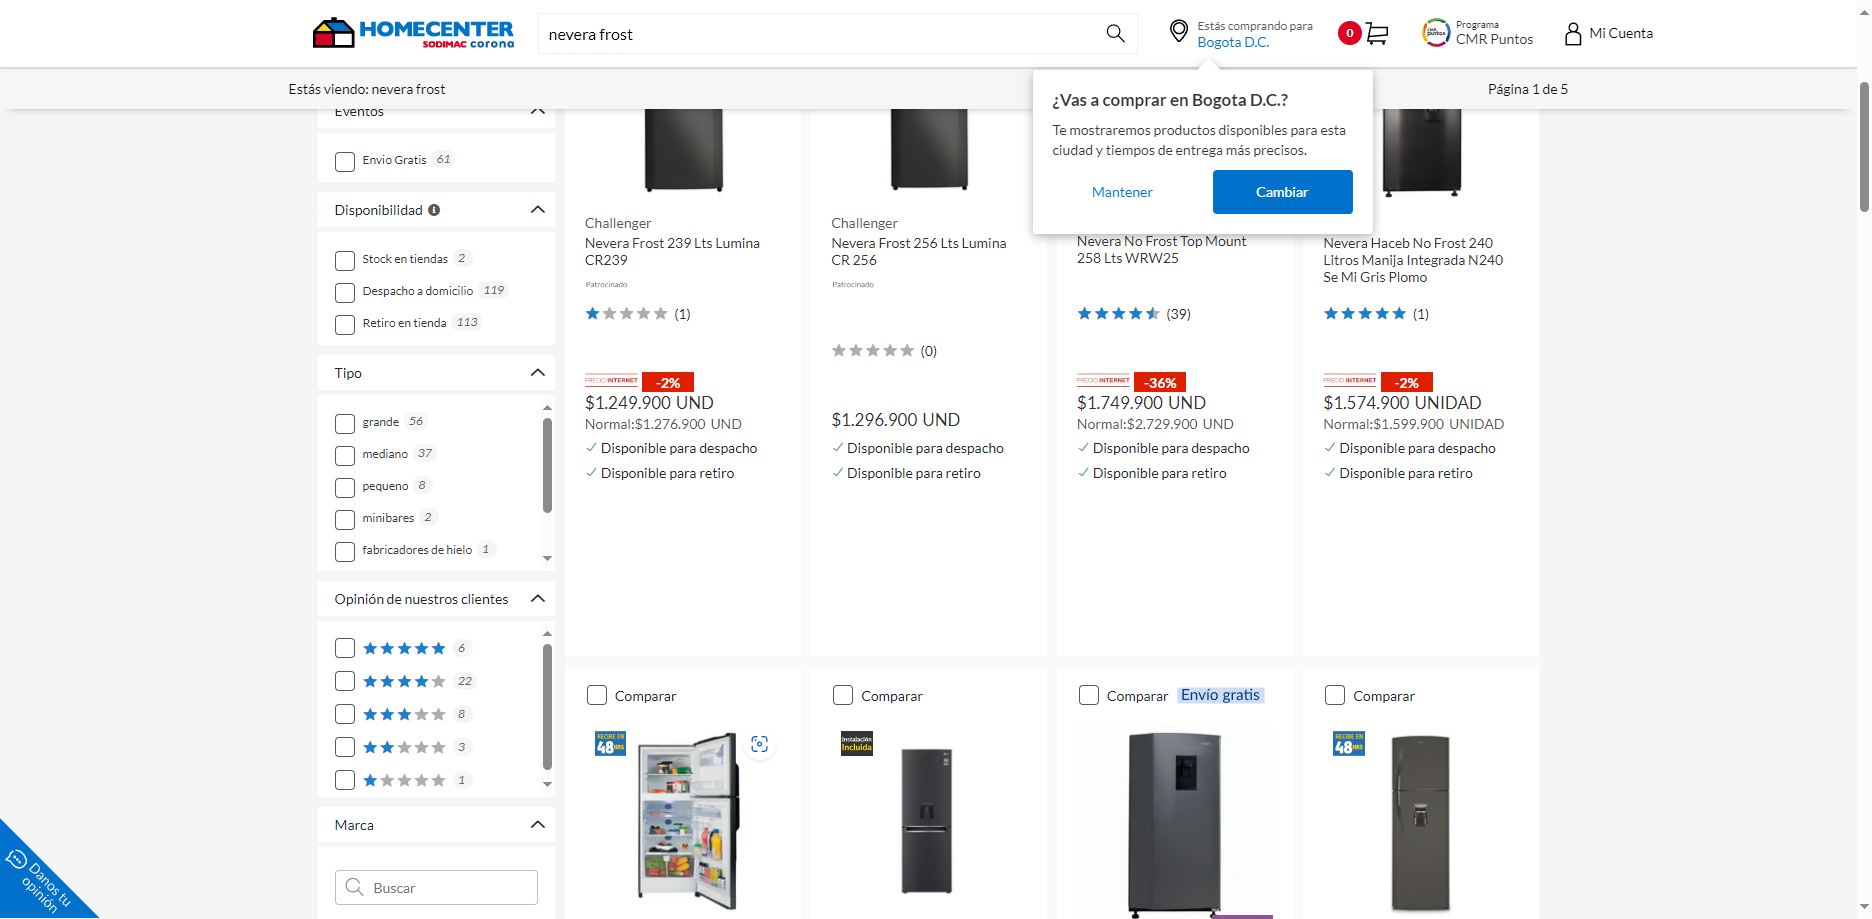 HOMECENTER
SODIMAC corona
nevera frost
Estás comprando para
Bogota D.C.
0
Programa
CMR Puntos
Mi Cuenta
Estás viendo: nevera frost
Página 1 de 5
¿Vas a comprar en Bogota D.C.?
Te mostraremos productos disponibles para esta
ciudad y tiempos de entrega más precisos.
Mantener
Cambiar
Eventos
Envio Gratis 61
Disponibilidad
Stock en tiendas 2
Despacho a domicilio 119
Retiro en tienda 113
Tipo
grande 56
mediano 37
pequeno 8
minibares 2
fabricadores de hielo 1
Opinión de nuestros clientes
6
22
8
3
1
Marca
Buscar
Danos tu
opinión
Challenger
Nevera Frost 239 Lts Lumina
CR239
Patrocinado
(1)
PRECIO INTERNET -2%
$1.249.900 UND
Normal:$1.276.900 UND
Disponible para despacho
Disponible para retiro
Challenger
Nevera Frost 256 Lts Lumina
CR 256
Patrocinado
(0)
$1.296.900 UND
Disponible para despacho
Disponible para retiro
Nevera No Frost Top Mount
258 Lts WRW25
(39)
PRECIO INTERNET -36%
$1.749.900 UND
Normal:$2.729.900 UND
Disponible para despacho
Disponible para retiro
Nevera Haceb No Frost 240
Litros Manija Integrada N240
Se Mi Gris Plomo
(1)
PRECIO INTERNET -2%
$1.574.900 UNIDAD
Normal:$1.599.900 UNIDAD
Disponible para despacho
Disponible para retiro
Comparar
RECIBE EN
48HRS
Comparar
Instalación
Incluida
Comparar Envío gratis
Comparar
RECIBE EN
48HRS